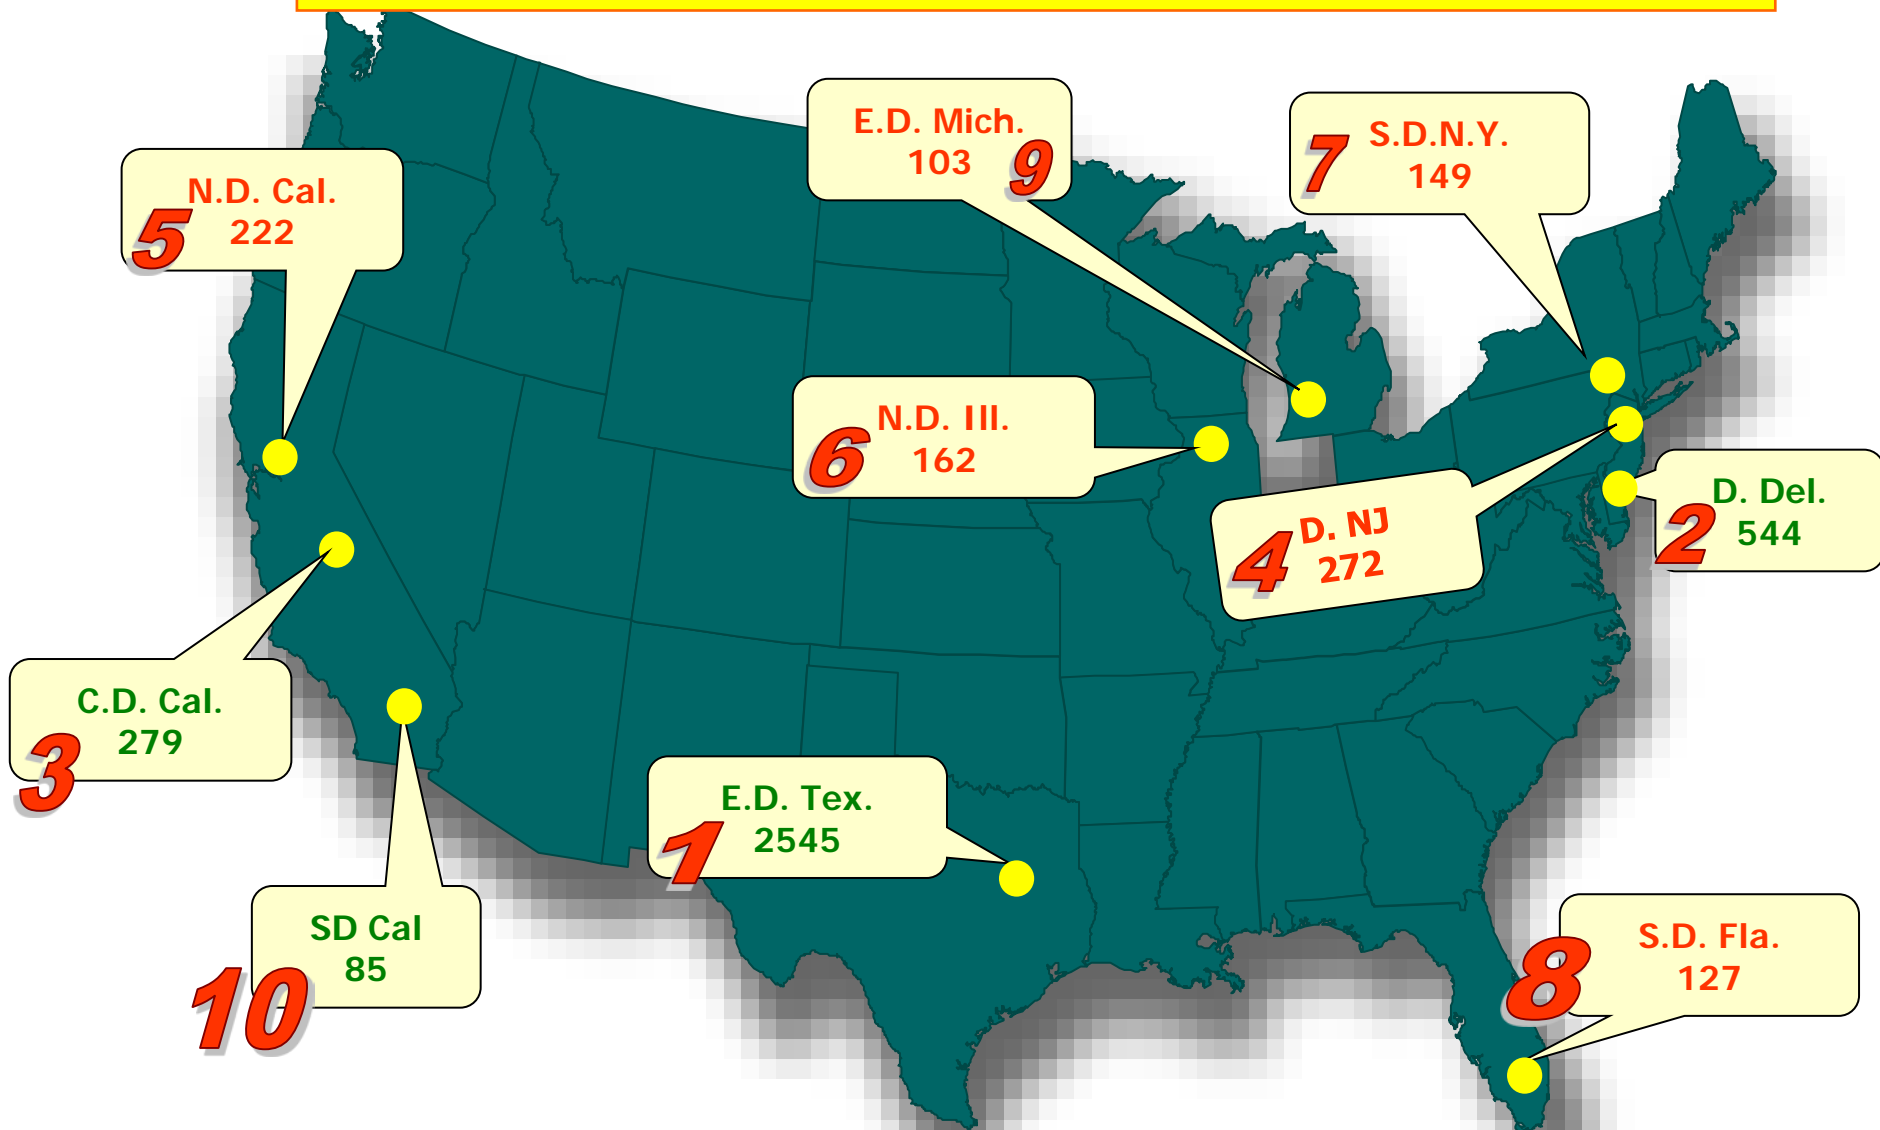 E.D. Mich.
103
9
S.D.N.Y.
149
7
N.D. Cal.
222
5
N.D. Ill.
162
6
D. NJ
272
4
D. Del.
544
2
C.D. Cal.
279
3
E.D. Tex.
2545
1
SD Cal
85
10
S.D. Fla.
127
8